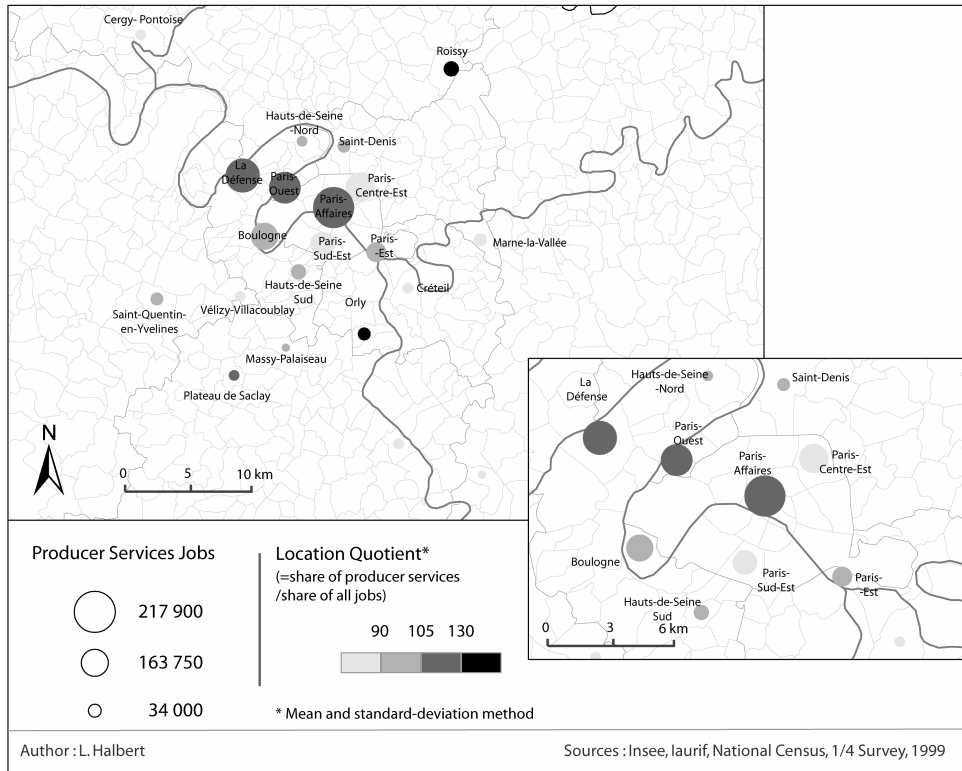 Cergy- Pontoise
Roissy
Hauts-de-Seine
-Nord
Saint-Denis
La
Défense
Paris-
Ouest
Paris-
Centre-Est
Paris-
Affaires
Boulogne
Paris-
Sud-Est
Paris-
-Est
Marne-la-Vallée
Hauts-de-Seine
Sud
Orly
Créteil
Saint-Quentin-
en-Yvelines
Vélizy-Villacoublay
Massy-Palaiseau
Plateau de Saclay
N
0 5 10 km
Hauts-de-Seine
-Nord
Saint-Denis
La
Défense
Paris-
Ouest
Paris-
Affaires
Paris-
Centre-Est
Boulogne
Paris-
Sud-Est
Paris-
-Est
Hauts-de-Seine
Sud
0 3 6 km
Producer Services Jobs
217 900
163 750
34 000
Location Quotient*
(=share of producer services
/share of all jobs)
90 105 130
* Mean and standard-deviation method
Author : L. Halbert
Sources : Insee, Iaurif, National Census, 1/4 Survey, 1999